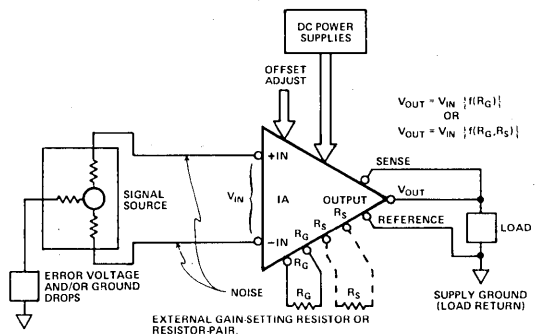 DC POWER
SUPPLIES
OFFSET
ADJUST
V_OUT = V_IN {f(R_G)}
OR
V_OUT = V_IN {f(R_G, R_S)}
+IN
SENSE
SIGNAL
SOURCE
V_IN
IA
OUTPUT
V_OUT
REFERENCE
LOAD
−IN
R_G
R_G
R_S
R_S
NOISE
R_G
R_S
ERROR VOLTAGE
AND/OR GROUND
DROPS
SUPPLY GROUND
(LOAD RETURN)
EXTERNAL GAIN-SETTING RESISTOR OR
RESISTOR-PAIR.